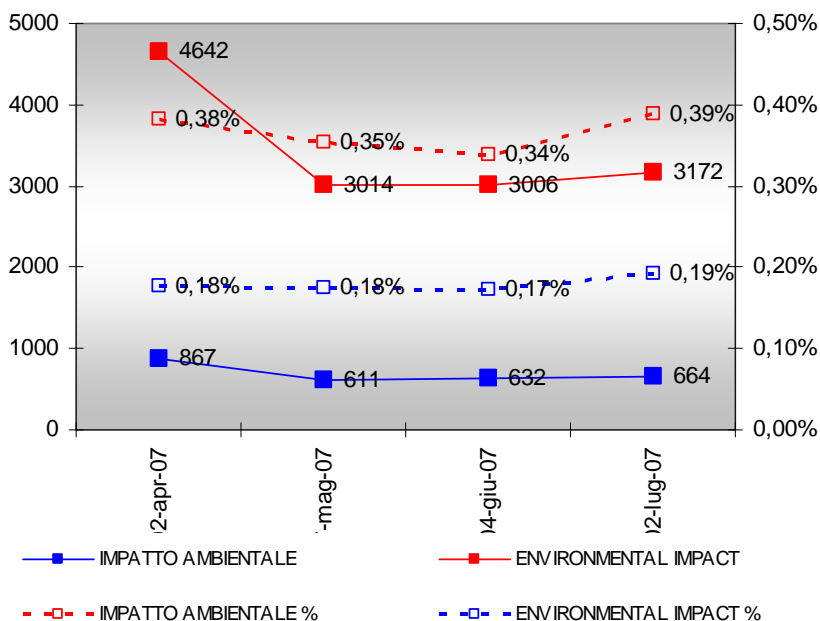 5000 0,50%
4642
4000 0,40%
0,38% 0,35% 0,34% 0,39%
3000 3014 3006 3172 0,30%
2000 0,20%
0,18% 0,18% 0,17% 0,19%
1000 0,10%
867 611 632 664
0 0,00%
02-apr-07
-mag-07
04-giu-07
02-lug-07
IMPATTO AMBIENTALE ENVIRONMENTAL IMPACT
IMPATTO AMBIENTALE % ENVIRONMENTAL IMPACT %